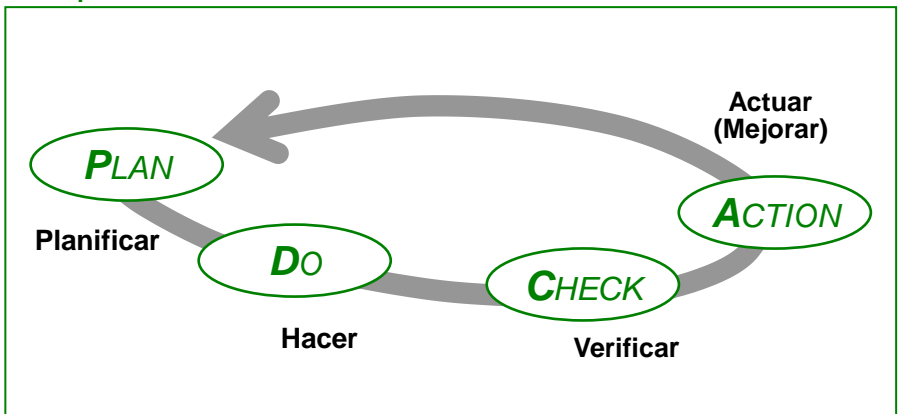 Actuar
(Mejorar)
PLAN
ACTION
Planificar
DO
CHECK
Hacer
Verificar